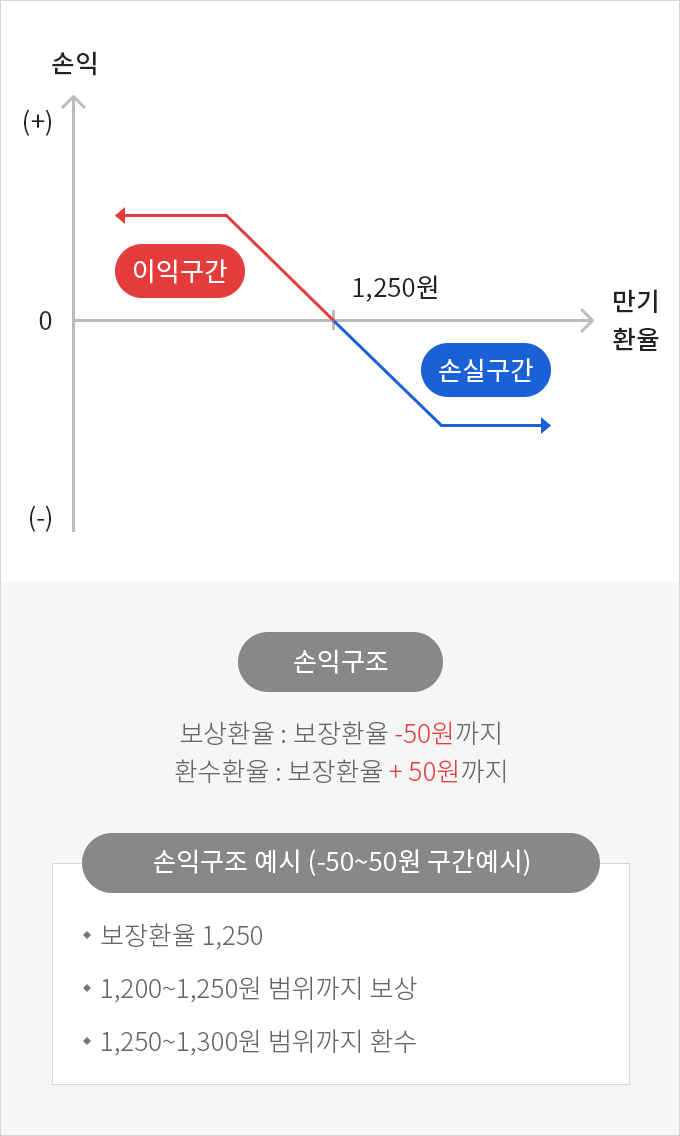 손익
(+)
이익구간
1,250원
만기
환율
0
손실구간
(-)
손익구조
보상환율 : 보장환율 -50원까지
환수환율 : 보장환율 + 50원까지
손익구조 예시 (-50~50원 구간예시)
보장환율 1,250
1,200~1,250원 범위까지 보상
1,250~1,300원 범위까지 환수